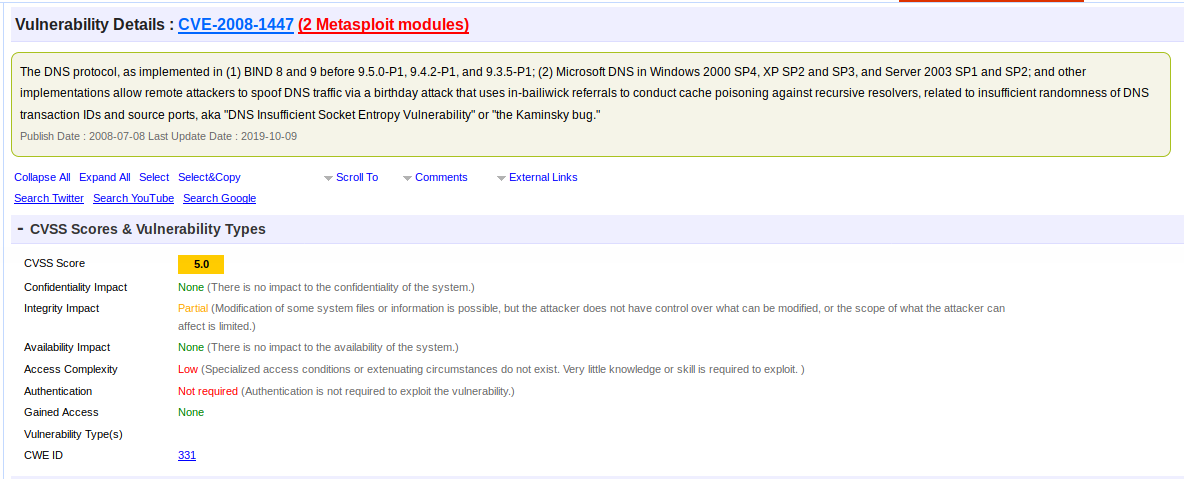 Vulnerability Details : CVE-2008-1447 (2 Metasploit modules)
The DNS protocol, as implemented in (1) BIND 8 and 9 before 9.5.0-P1, 9.4.2-P1, and 9.3.5-P1; (2) Microsoft DNS in Windows 2000 SP4, XP SP2 and SP3, and Server 2003 SP1 and SP2; and other
implementations allow remote attackers to spoof DNS traffic via a birthday attack that uses in-bailiwick referrals to conduct cache poisoning against recursive resolvers, related to insufficient randomness of DNS
transaction IDs and source ports, aka "DNS Insufficient Socket Entropy Vulnerability" or "the Kaminsky bug."
Publish Date : 2008-07-08 Last Update Date : 2019-10-09
Collapse All Expand All Select Select&Copy Scroll To Comments External Links
Search Twitter Search YouTube Search Google
- CVSS Scores & Vulnerability Types
CVSS Score 5.0
Confidentiality Impact None (There is no impact to the confidentiality of the system.)
Integrity Impact Partial (Modification of some system files or information is possible, but the attacker does not have control over what can be modified, or the scope of what the attacker can
affect is limited.)
Availability Impact None (There is no impact to the availability of the system.)
Access Complexity Low (Specialized access conditions or extenuating circumstances do not exist. Very little knowledge or skill is required to exploit. )
Authentication Not required (Authentication is not required to exploit the vulnerability.)
Gained Access None
Vulnerability Type(s)
CWE ID 331